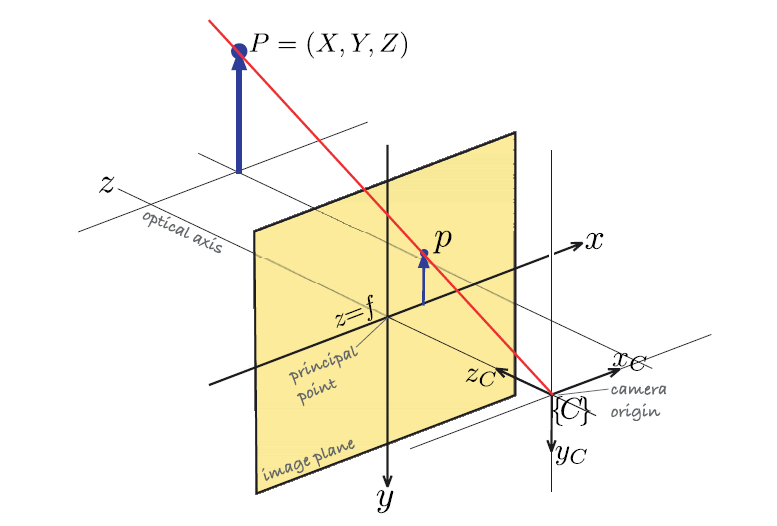 P = (X, Y, Z)
z
optical axis
p
x
z=f
principal
point
x_C
z_C
camera
origin
{C}
y_C
image plane
y